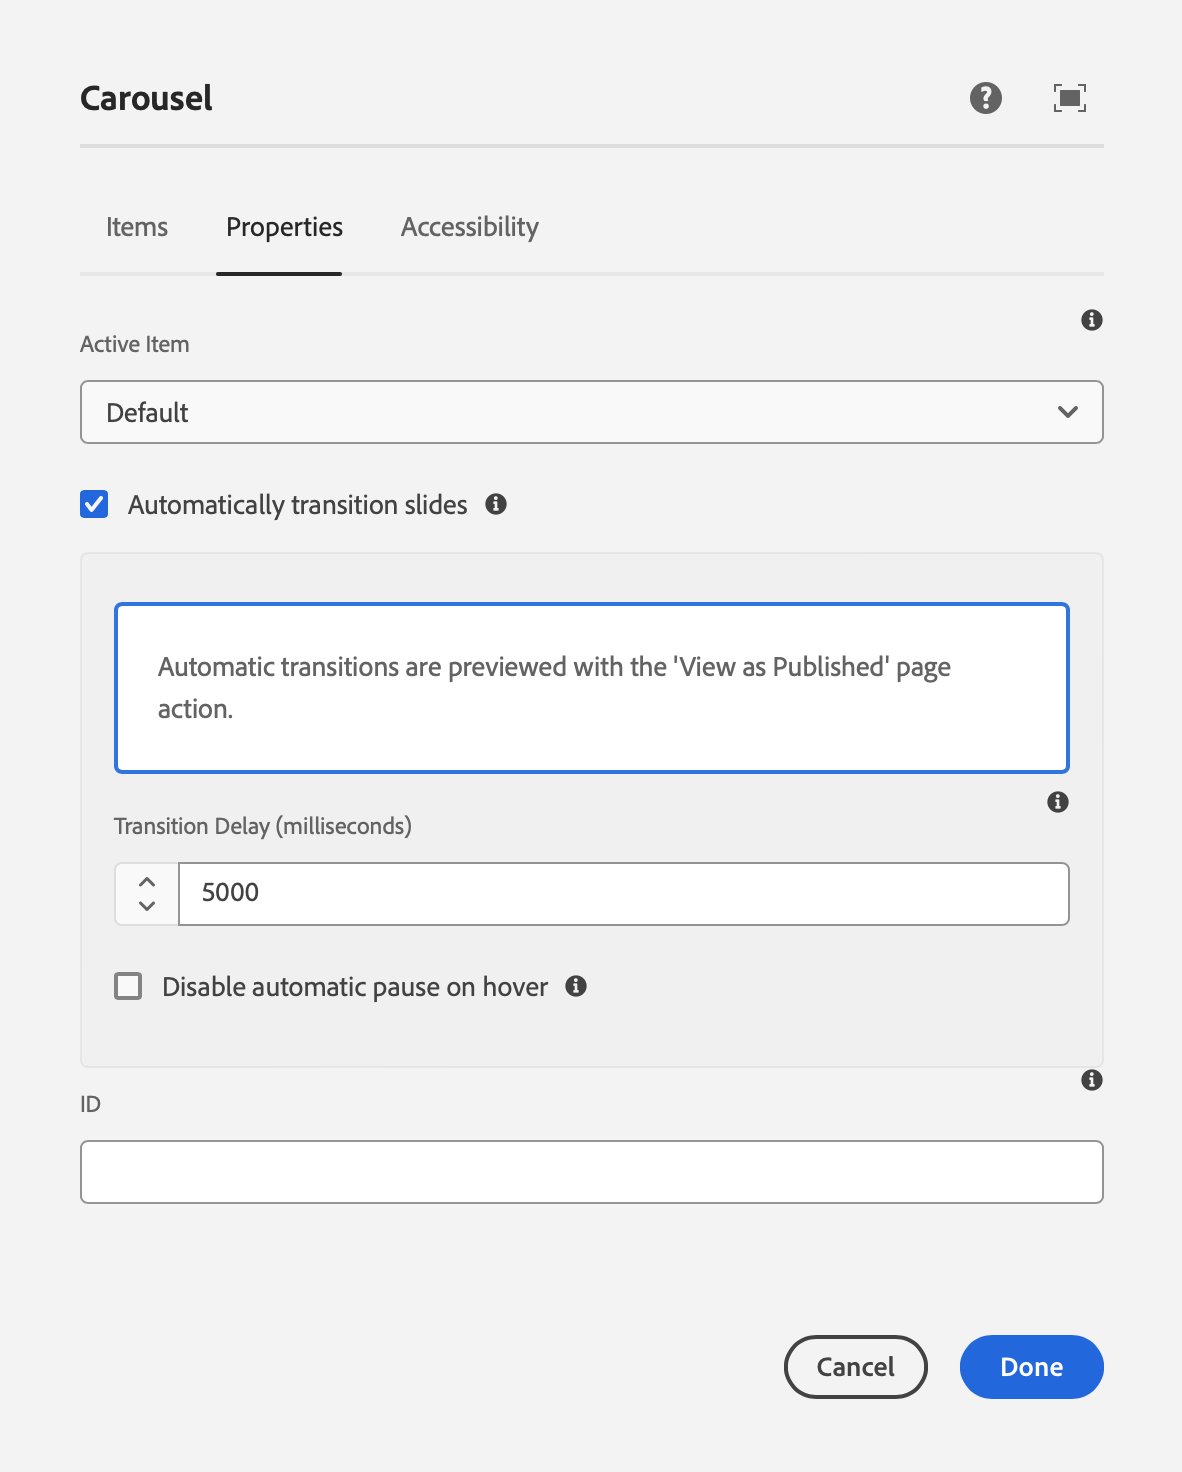 Carousel
Items
Properties
Accessibility
Active Item
Default
Automatically transition slides
Automatic transitions are previewed with the 'View as Published' page
action.
Transition Delay (milliseconds)
5000
Disable automatic pause on hover
ID
Cancel
Done